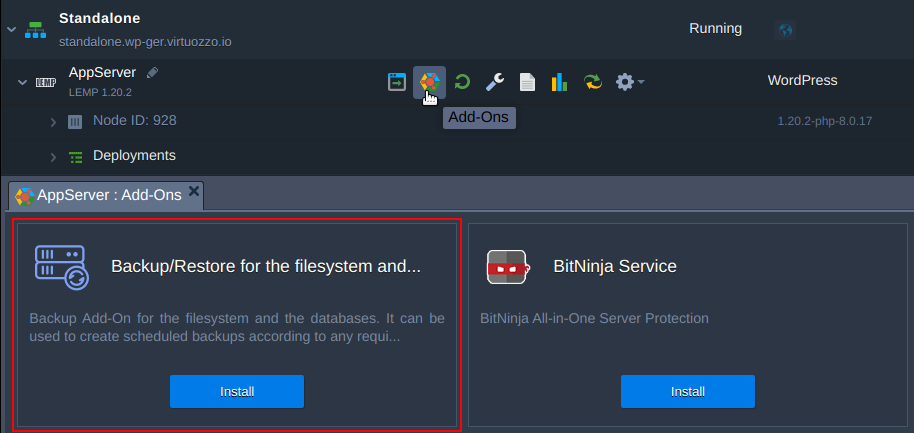 Standalone
standalone.wp-ger.virtuozzo.io
Running
AppServer
LEMP
LEMP 1.20.2
WordPress
Add-Ons
Node ID: 928
1.20.2-php-8.0.17
Deployments
AppServer : Add-Ons
Backup/Restore for the filesystem and...
Backup Add-On for the filesystem and the databases. It can be
used to create scheduled backups according to any requi...
Install
BitNinja Service
BitNinja All-in-One Server Protection
Install